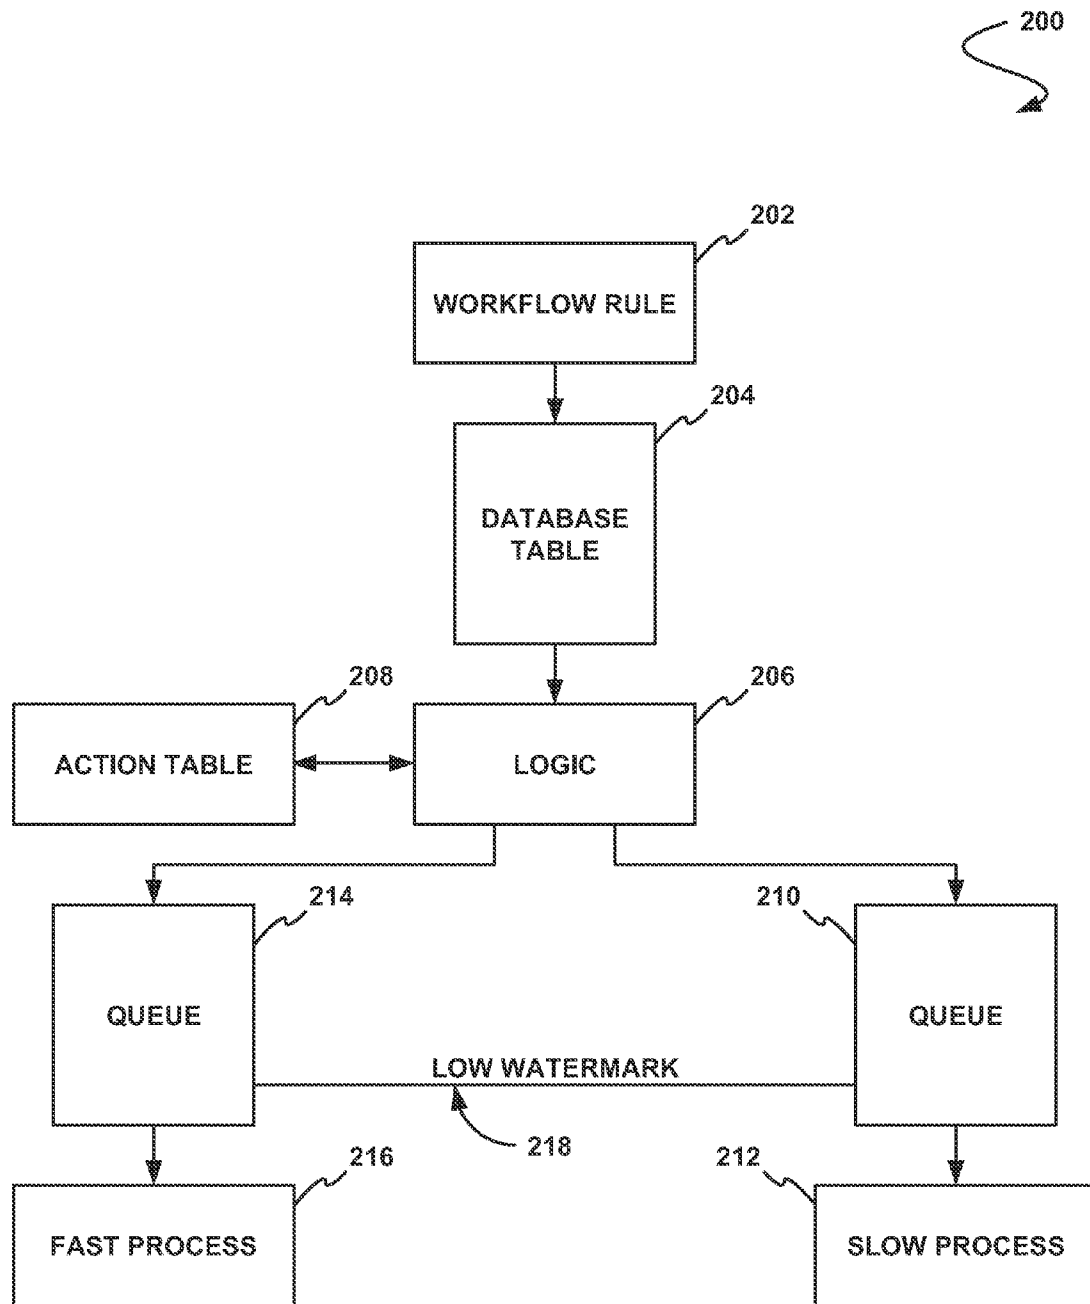 200
202
WORKFLOW RULE
204
DATABASE
TABLE
208
206
ACTION TABLE
LOGIC
214
210
QUEUE
QUEUE
LOW WATERMARK
218
216
212
FAST PROCESS
SLOW PROCESS